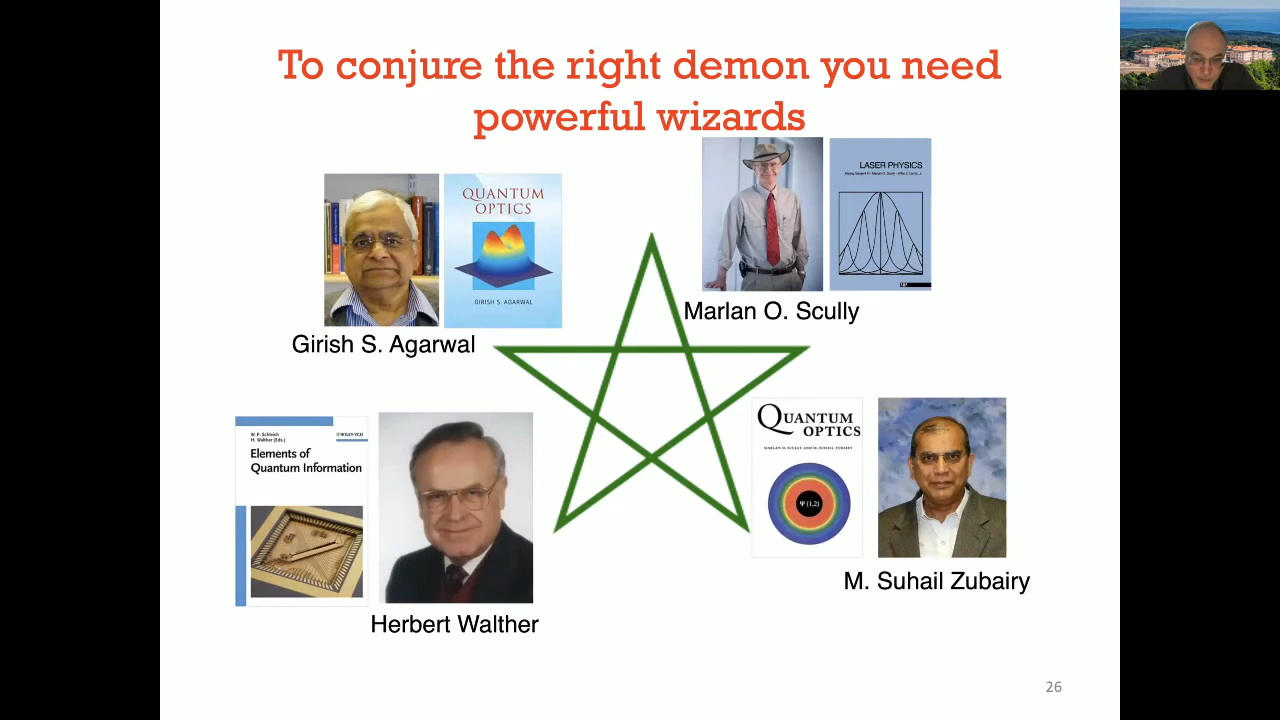 To conjure the right demon you need
powerful wizards
QUANTUM
OPTICS
GIRISH S. AGARWAL
Girish S. Agarwal
LASER PHYSICS
Marlan O. Scully
W. P. Schleich
H. Walther (Eds.)
WILEY-VCH
Elements of
Quantum Information
Herbert Walther
QUANTUM
OPTICS
MARLAN O. SCULLY AND M. SUHAIL ZUBAIRY
Ψ (1,2)
M. Suhail Zubairy
26